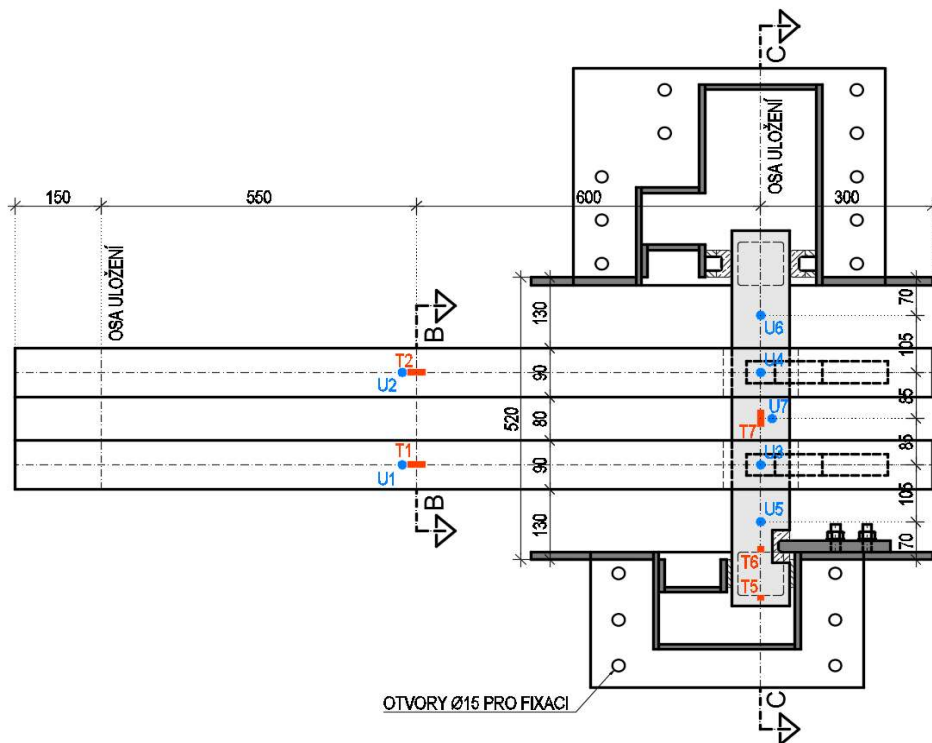 C
OSA ULOŽENÍ
150
550
600
300
OSA ULOŽENÍ
B
130
70
U6
105
T2
U2
U4
90
85
520
80
U7
T7
T1
U1
90
U3
85
B
105
130
U5
70
T6
T5
C
OTVORY Ø15 PRO FIXACI